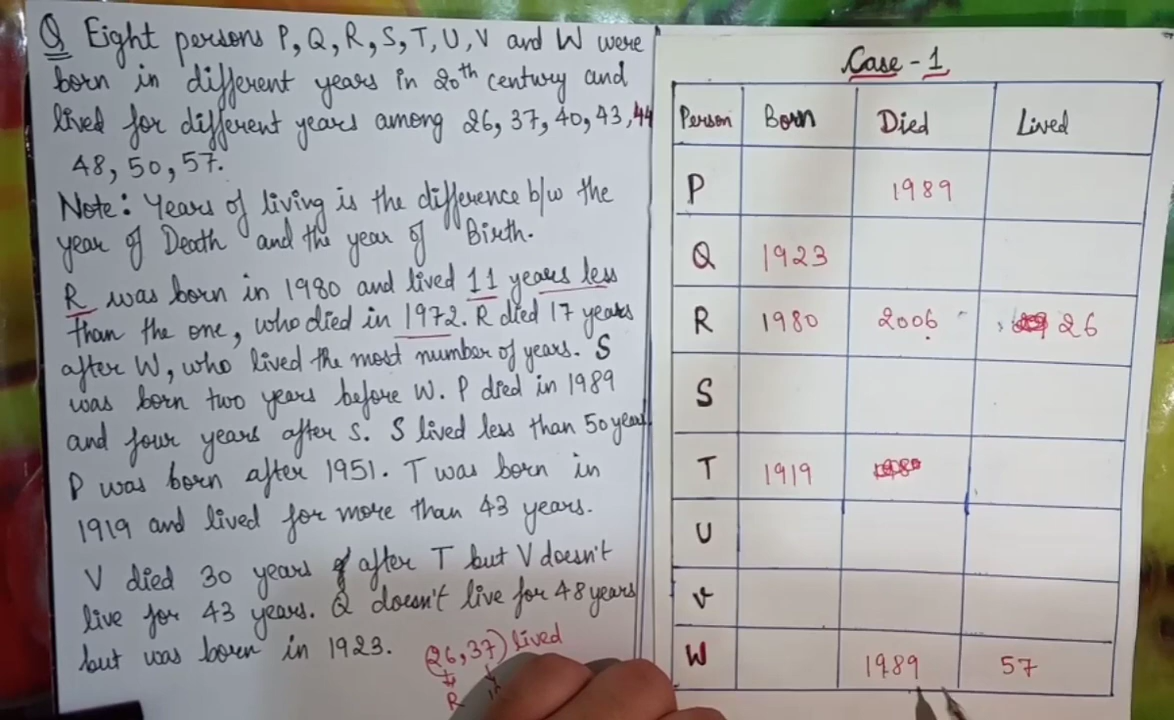 Q Eight persons P, Q, R, S, T, U, V and W were
born in different years in 20th century and
lived for different years among 26, 37, 40, 43, 44
48, 50, 57.
Note: Years of living is the difference b/w the
year of Death and the year of Birth.
R was born in 1980 and lived 11 years less
than the one, who died in 1972. R died 17 years
after W, who lived the most number of years. S
was born two years before W. P died in 1989
and four years after S. S lived less than 50 years
P was born after 1951. T was born in
1919 and lived for more than 43 years.
V died 30 years after T but V doesn't
live for 43 years. Q doesn't live for 48 years
but was born in 1923.
(26, 37) lived
R
Case - 1
Person Born Died Lived
P 1989
Q 1923
R 1980 2006 26
S
T 1919
U
V
W 1989 57